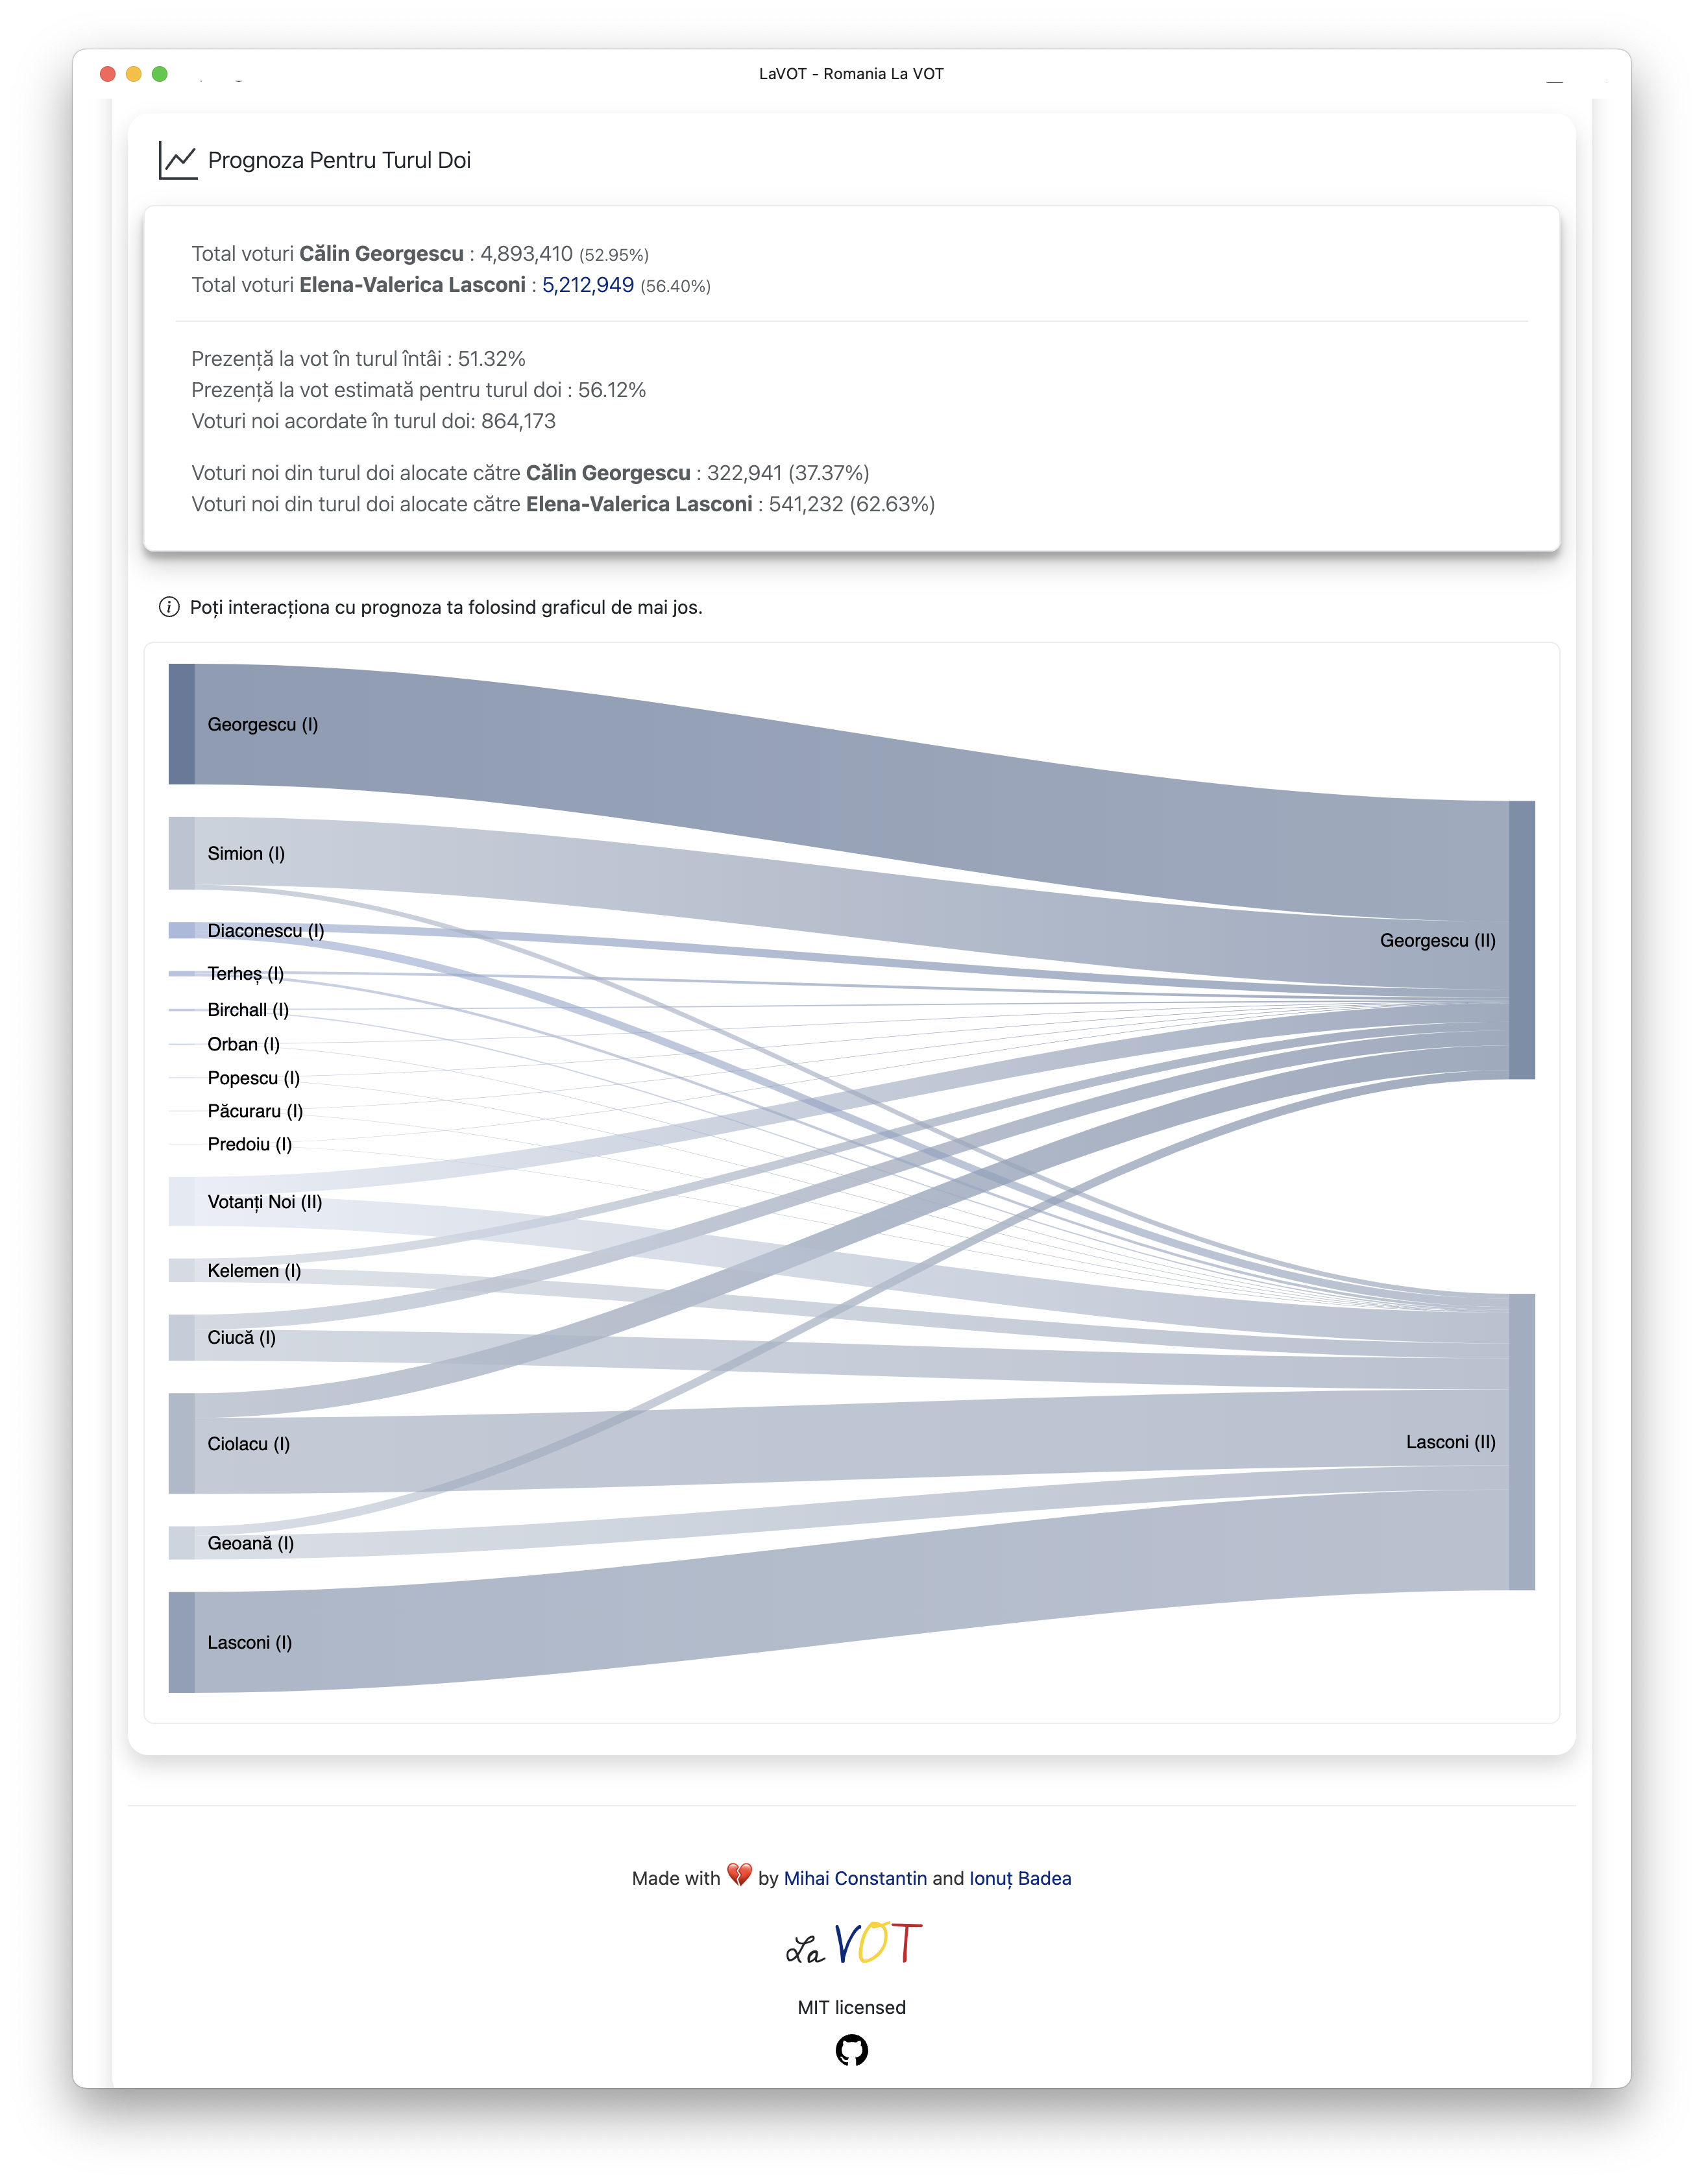 LaVOT - Romania La VOT
Prognoza Pentru Turul Doi
Total voturi Călin Georgescu : 4,893,410 (52.95%)
Total voturi Elena-Valerica Lasconi : 5,212,949 (56.40%)
Prezență la vot în turul întâi : 51.32%
Prezență la vot estimată pentru turul doi : 56.12%
Voturi noi acordate în turul doi: 864,173
Voturi noi din turul doi alocate către Călin Georgescu : 322,941 (37.37%)
Voturi noi din turul doi alocate către Elena-Valerica Lasconi : 541,232 (62.63%)
Poți interacționa cu prognoza ta folosind graficul de mai jos.
Georgescu (I)
Simion (I)
Diaconescu (I)
Georgescu (II)
Terheș (I)
Birchall (I)
Orban (I)
Popescu (I)
Păcuraru (I)
Predoiu (I)
Votanți Noi (II)
Kelemen (I)
Ciucă (I)
Ciolacu (I)
Lasconi (II)
Geoană (I)
Lasconi (I)
Made with 💔 by Mihai Constantin and Ionuț Badea
La VOT
MIT licensed